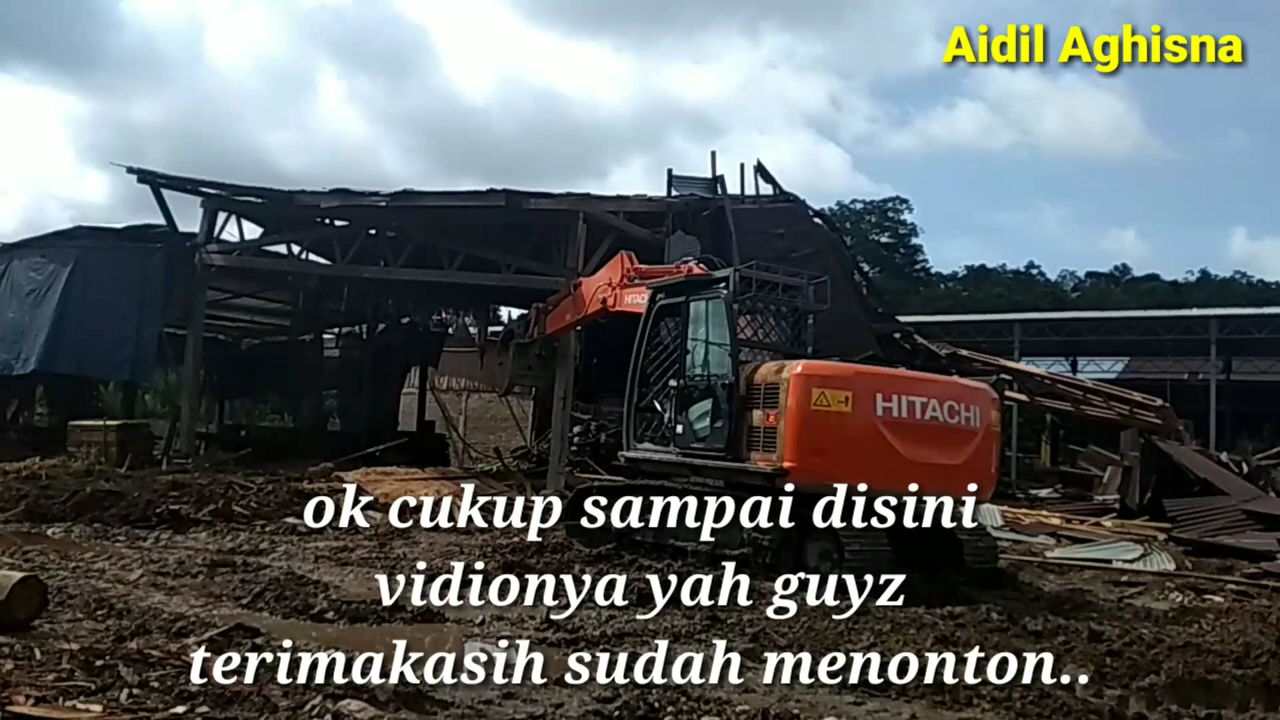 Aidil Aghisna
HITACHI
HITACHI
ok cukup sampai disini
vidionya yah guyz
terimakasih sudah menonton..